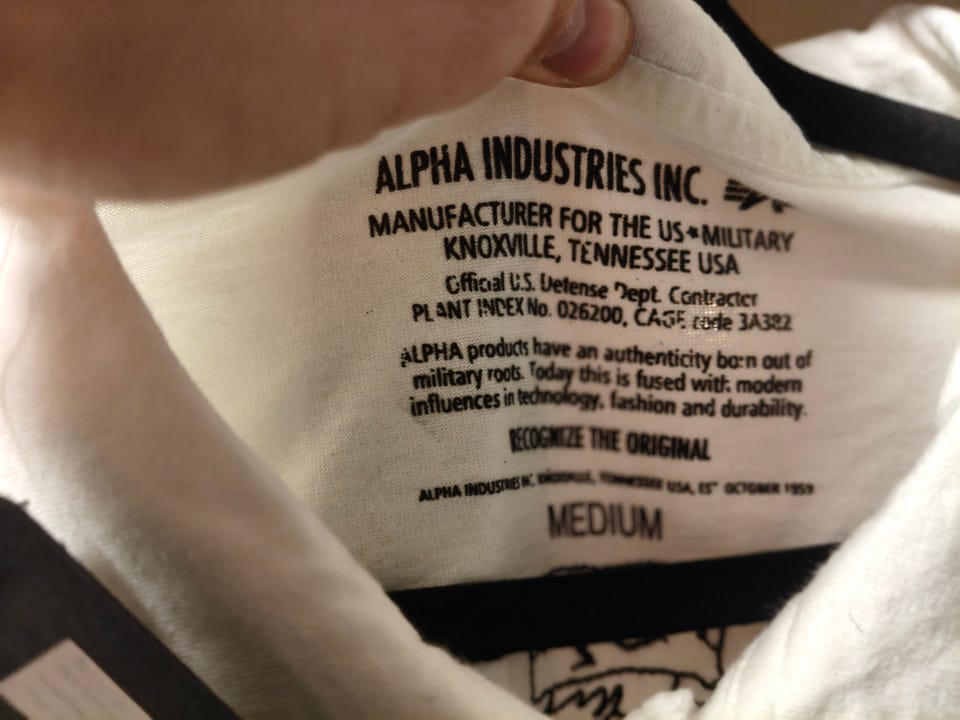 ALPHA INDUSTRIES INC.
MANUFACTURER FOR THE US★MILITARY
KNOXVILLE, TENNESSEE USA
Official U.S. Defense Dept. Contractor
PLANT INDEX No. 026200, CAGE code 3A382
ALPHA products have an authenticity born out of
military roots. Today this is fused with modern
influences in technology, fashion and durability.
RECOGNIZE THE ORIGINAL
ALPHA INDUSTRIES INC. KNOXVILLE, TENNESSEE USA, EST OCTOBER 1959
MEDIUM